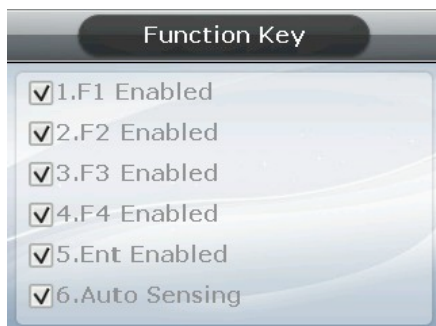 Function Key
1.F1 Enabled
2.F2 Enabled
3.F3 Enabled
4.F4 Enabled
5.Ent Enabled
6.Auto Sensing